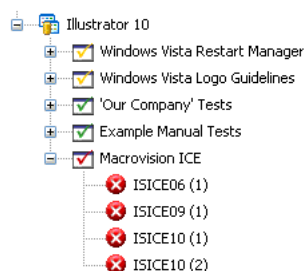 Illustrator 10
Windows Vista Restart Manager
Windows Vista Logo Guidelines
'Our Company' Tests
Example Manual Tests
Macrovision ICE
ISICE06 (1)
ISICE09 (1)
ISICE10 (1)
ISICE10 (2)